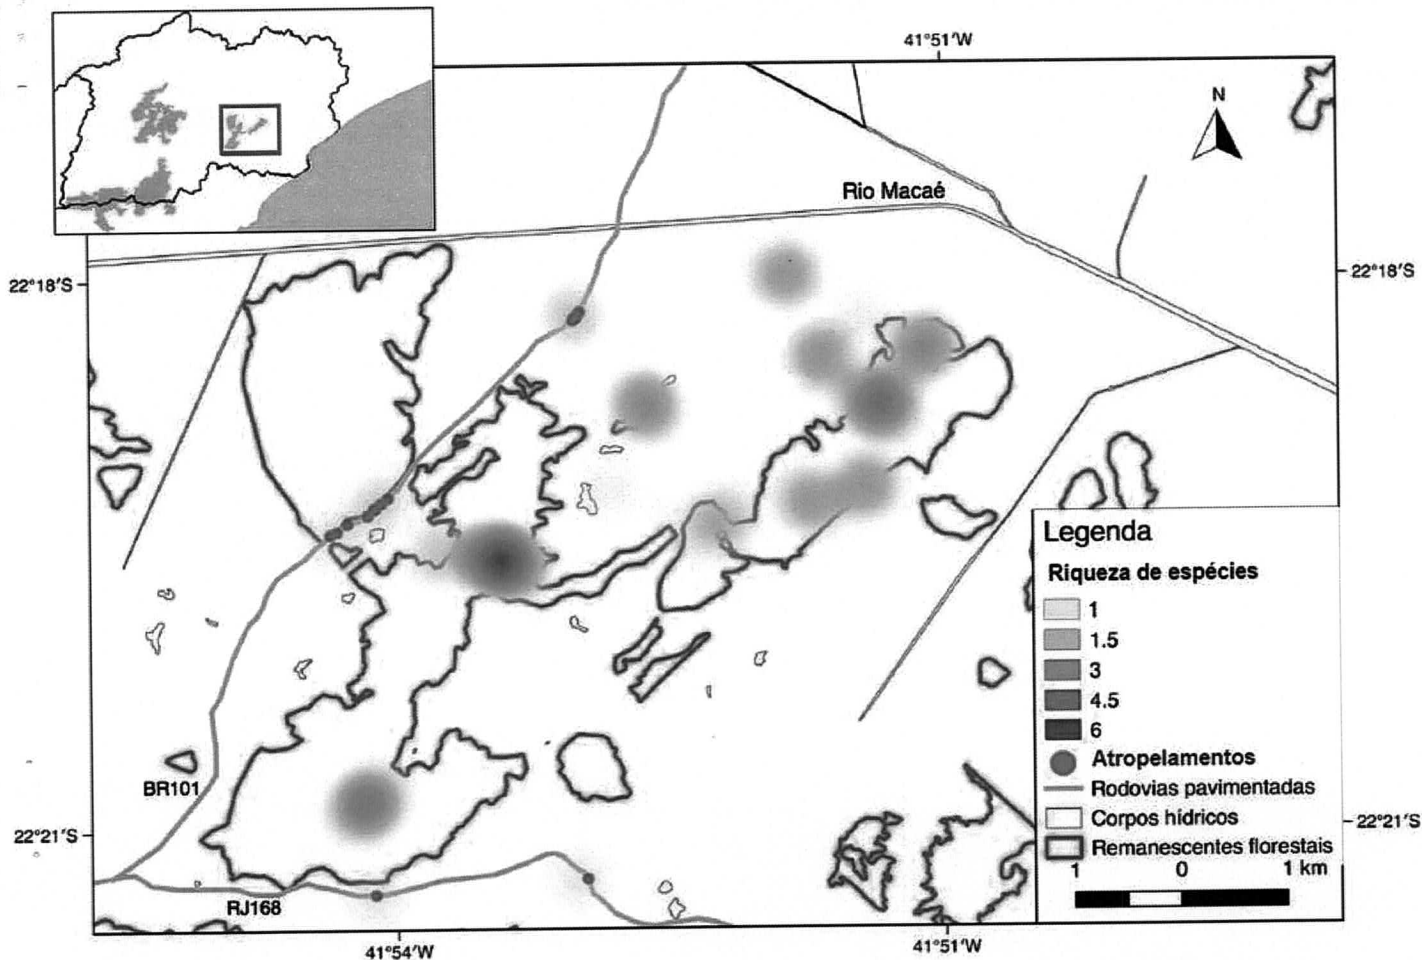 41°51'W
N
Rio Macaé
22°18'S
22°18'S
Legenda
Riqueza de espécies
1
1.5
3
4.5
6
Atropelamentos
BR101
Rodovias pavimentadas
Corpos hídricos
22°21'S
22°21'S
Remanescentes florestais
1 0 1 km
RJ168
41°54'W
41°51'W